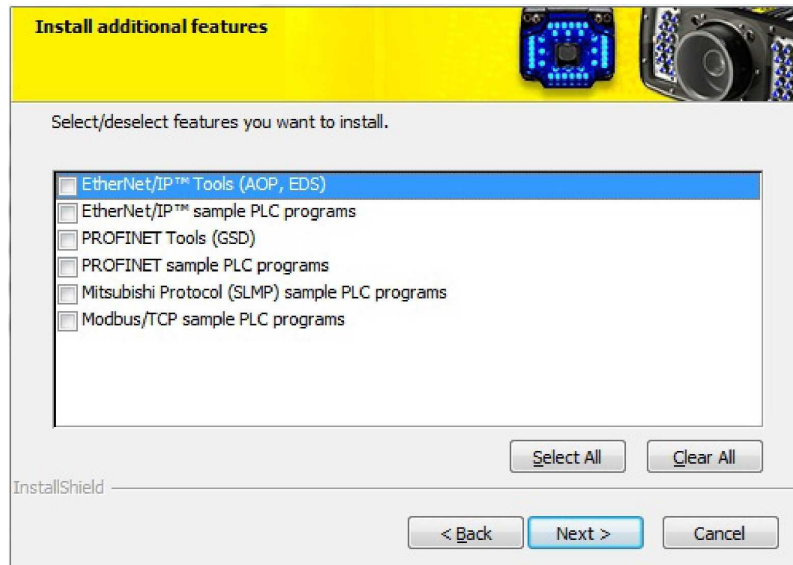 Install additional features
Select/deselect features you want to install.
EtherNet/IP™ Tools (AOP, EDS)
EtherNet/IP™ sample PLC programs
PROFINET Tools (GSD)
PROFINET sample PLC programs
Mitsubishi Protocol (SLMP) sample PLC programs
Modbus/TCP sample PLC programs
Select All
Clear All
InstallShield
< Back
Next >
Cancel